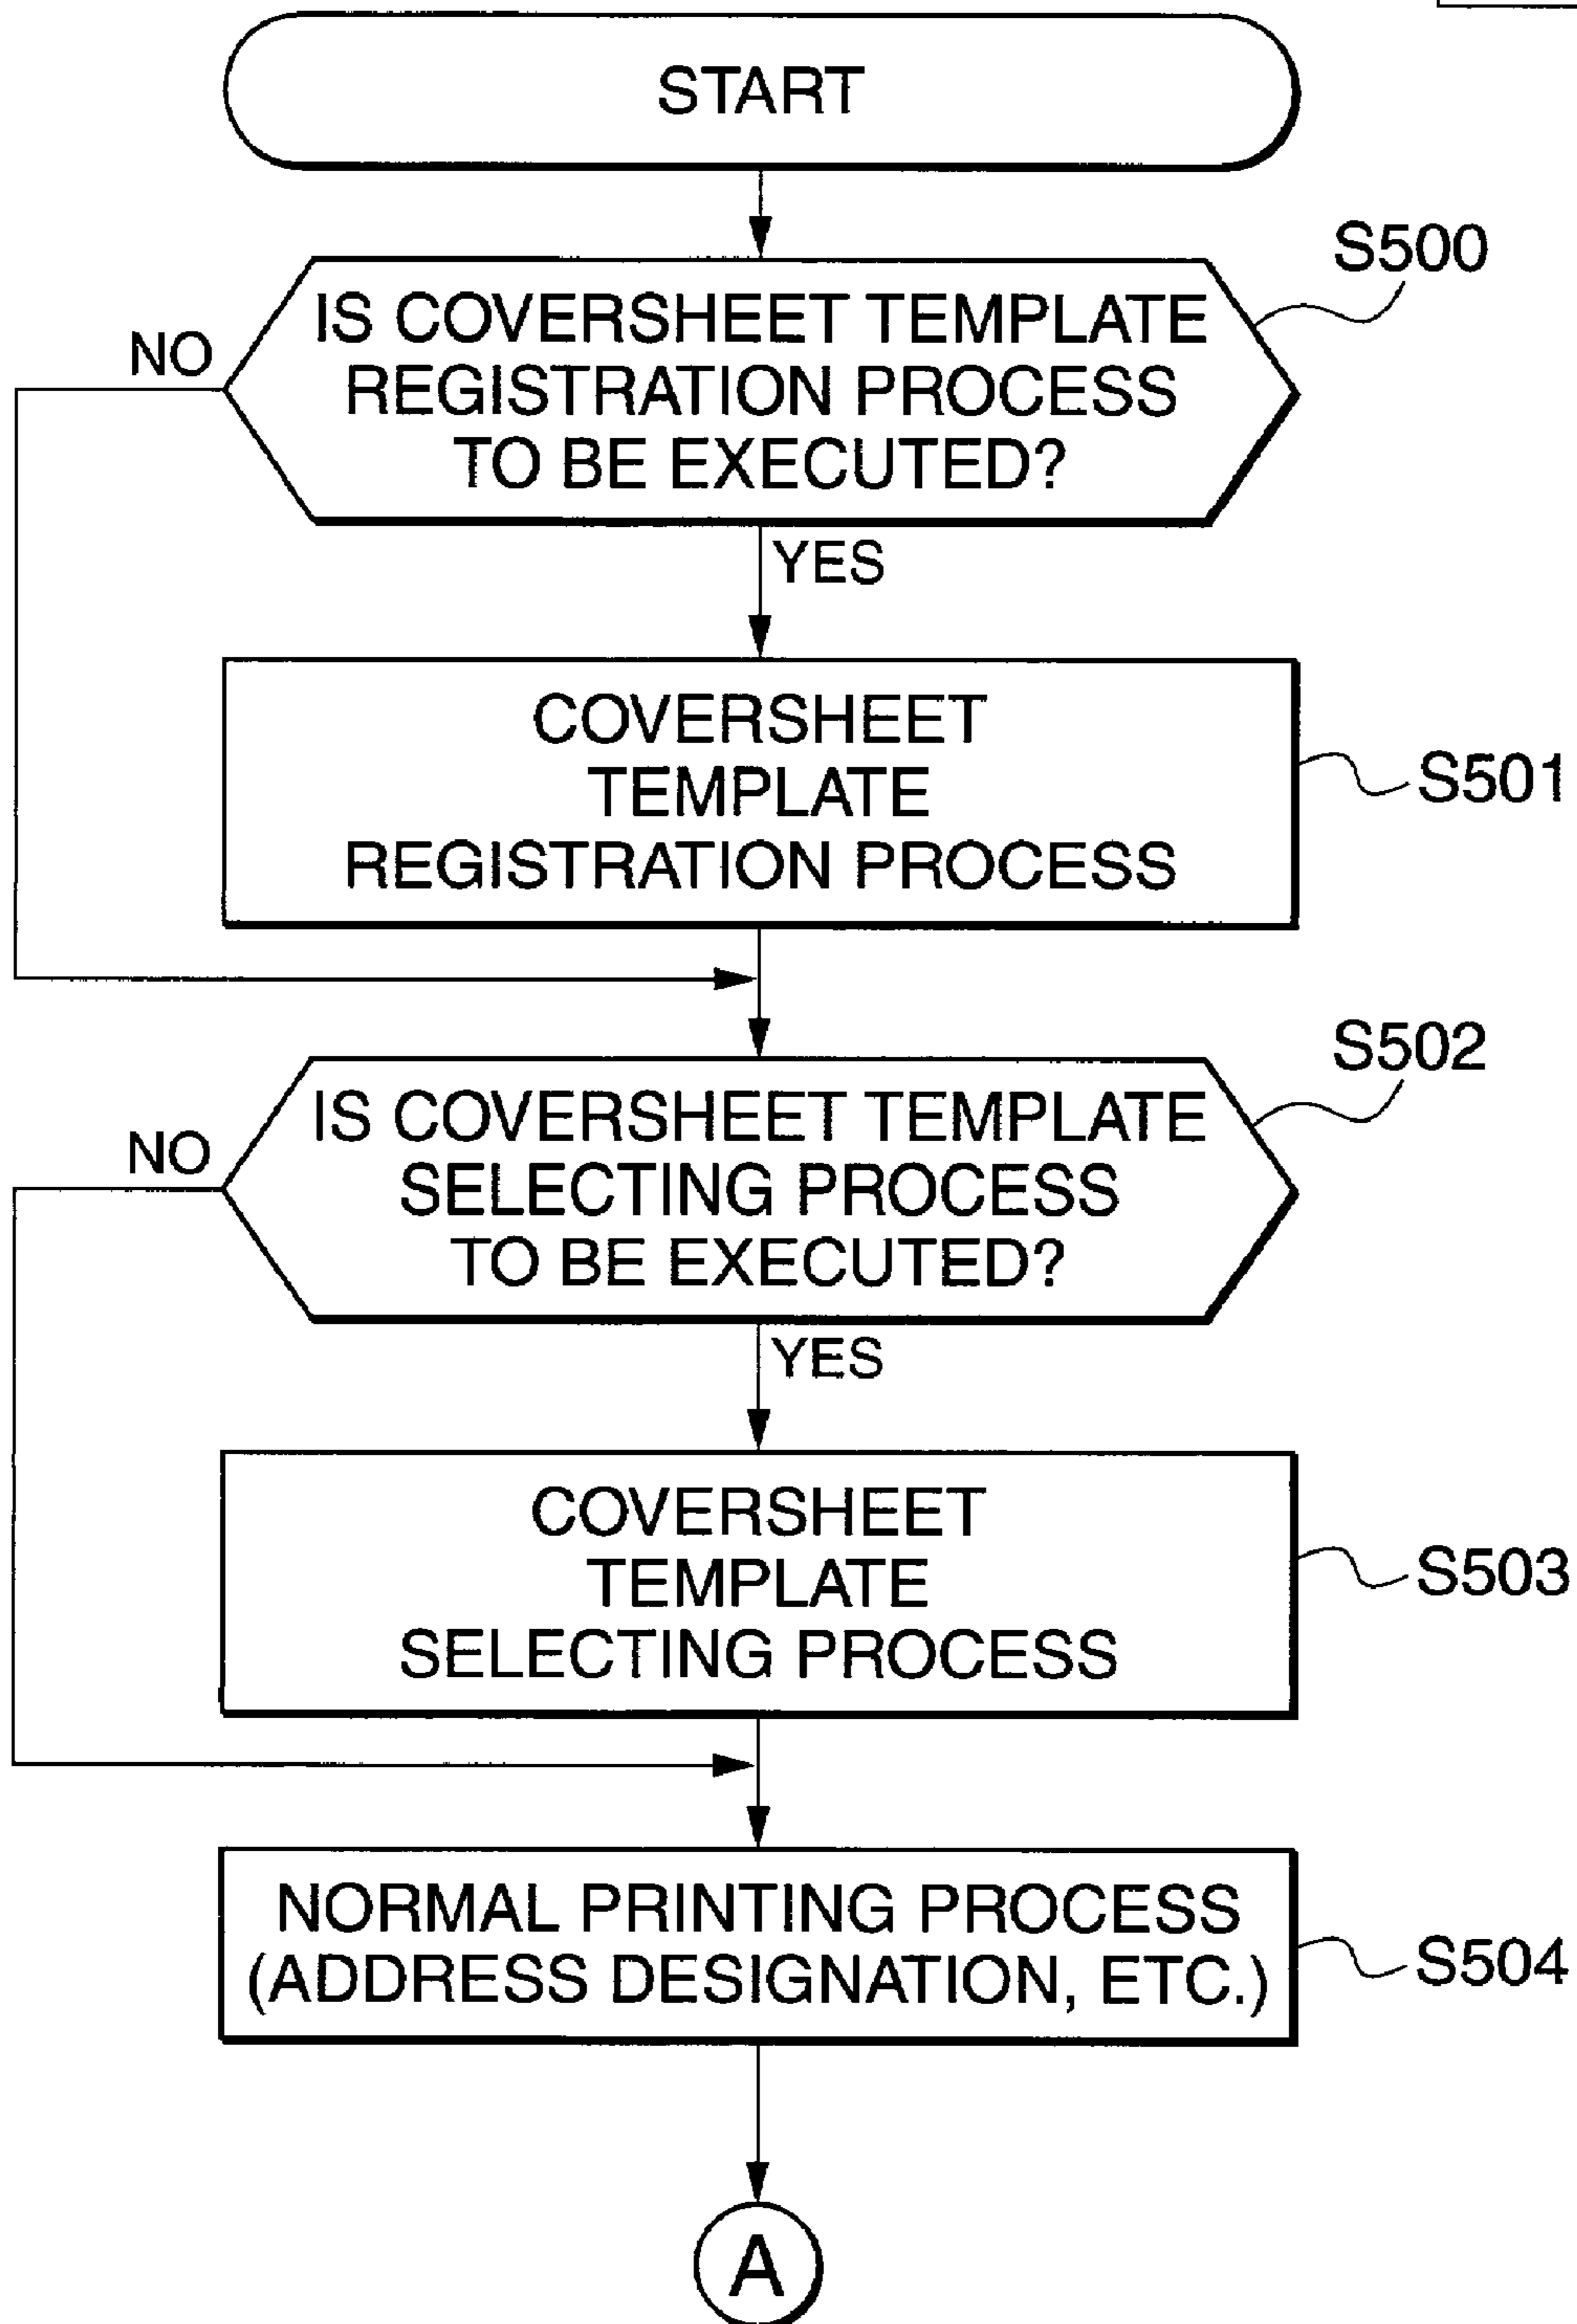 START
S500
IS COVERSHEET TEMPLATE
REGISTRATION PROCESS
TO BE EXECUTED?
NO
YES
COVERSHEET
TEMPLATE
REGISTRATION PROCESS
S501
S502
IS COVERSHEET TEMPLATE
SELECTING PROCESS
TO BE EXECUTED?
NO
YES
COVERSHEET
TEMPLATE
SELECTING PROCESS
S503
NORMAL PRINTING PROCESS
(ADDRESS DESIGNATION, ETC.)
S504
A